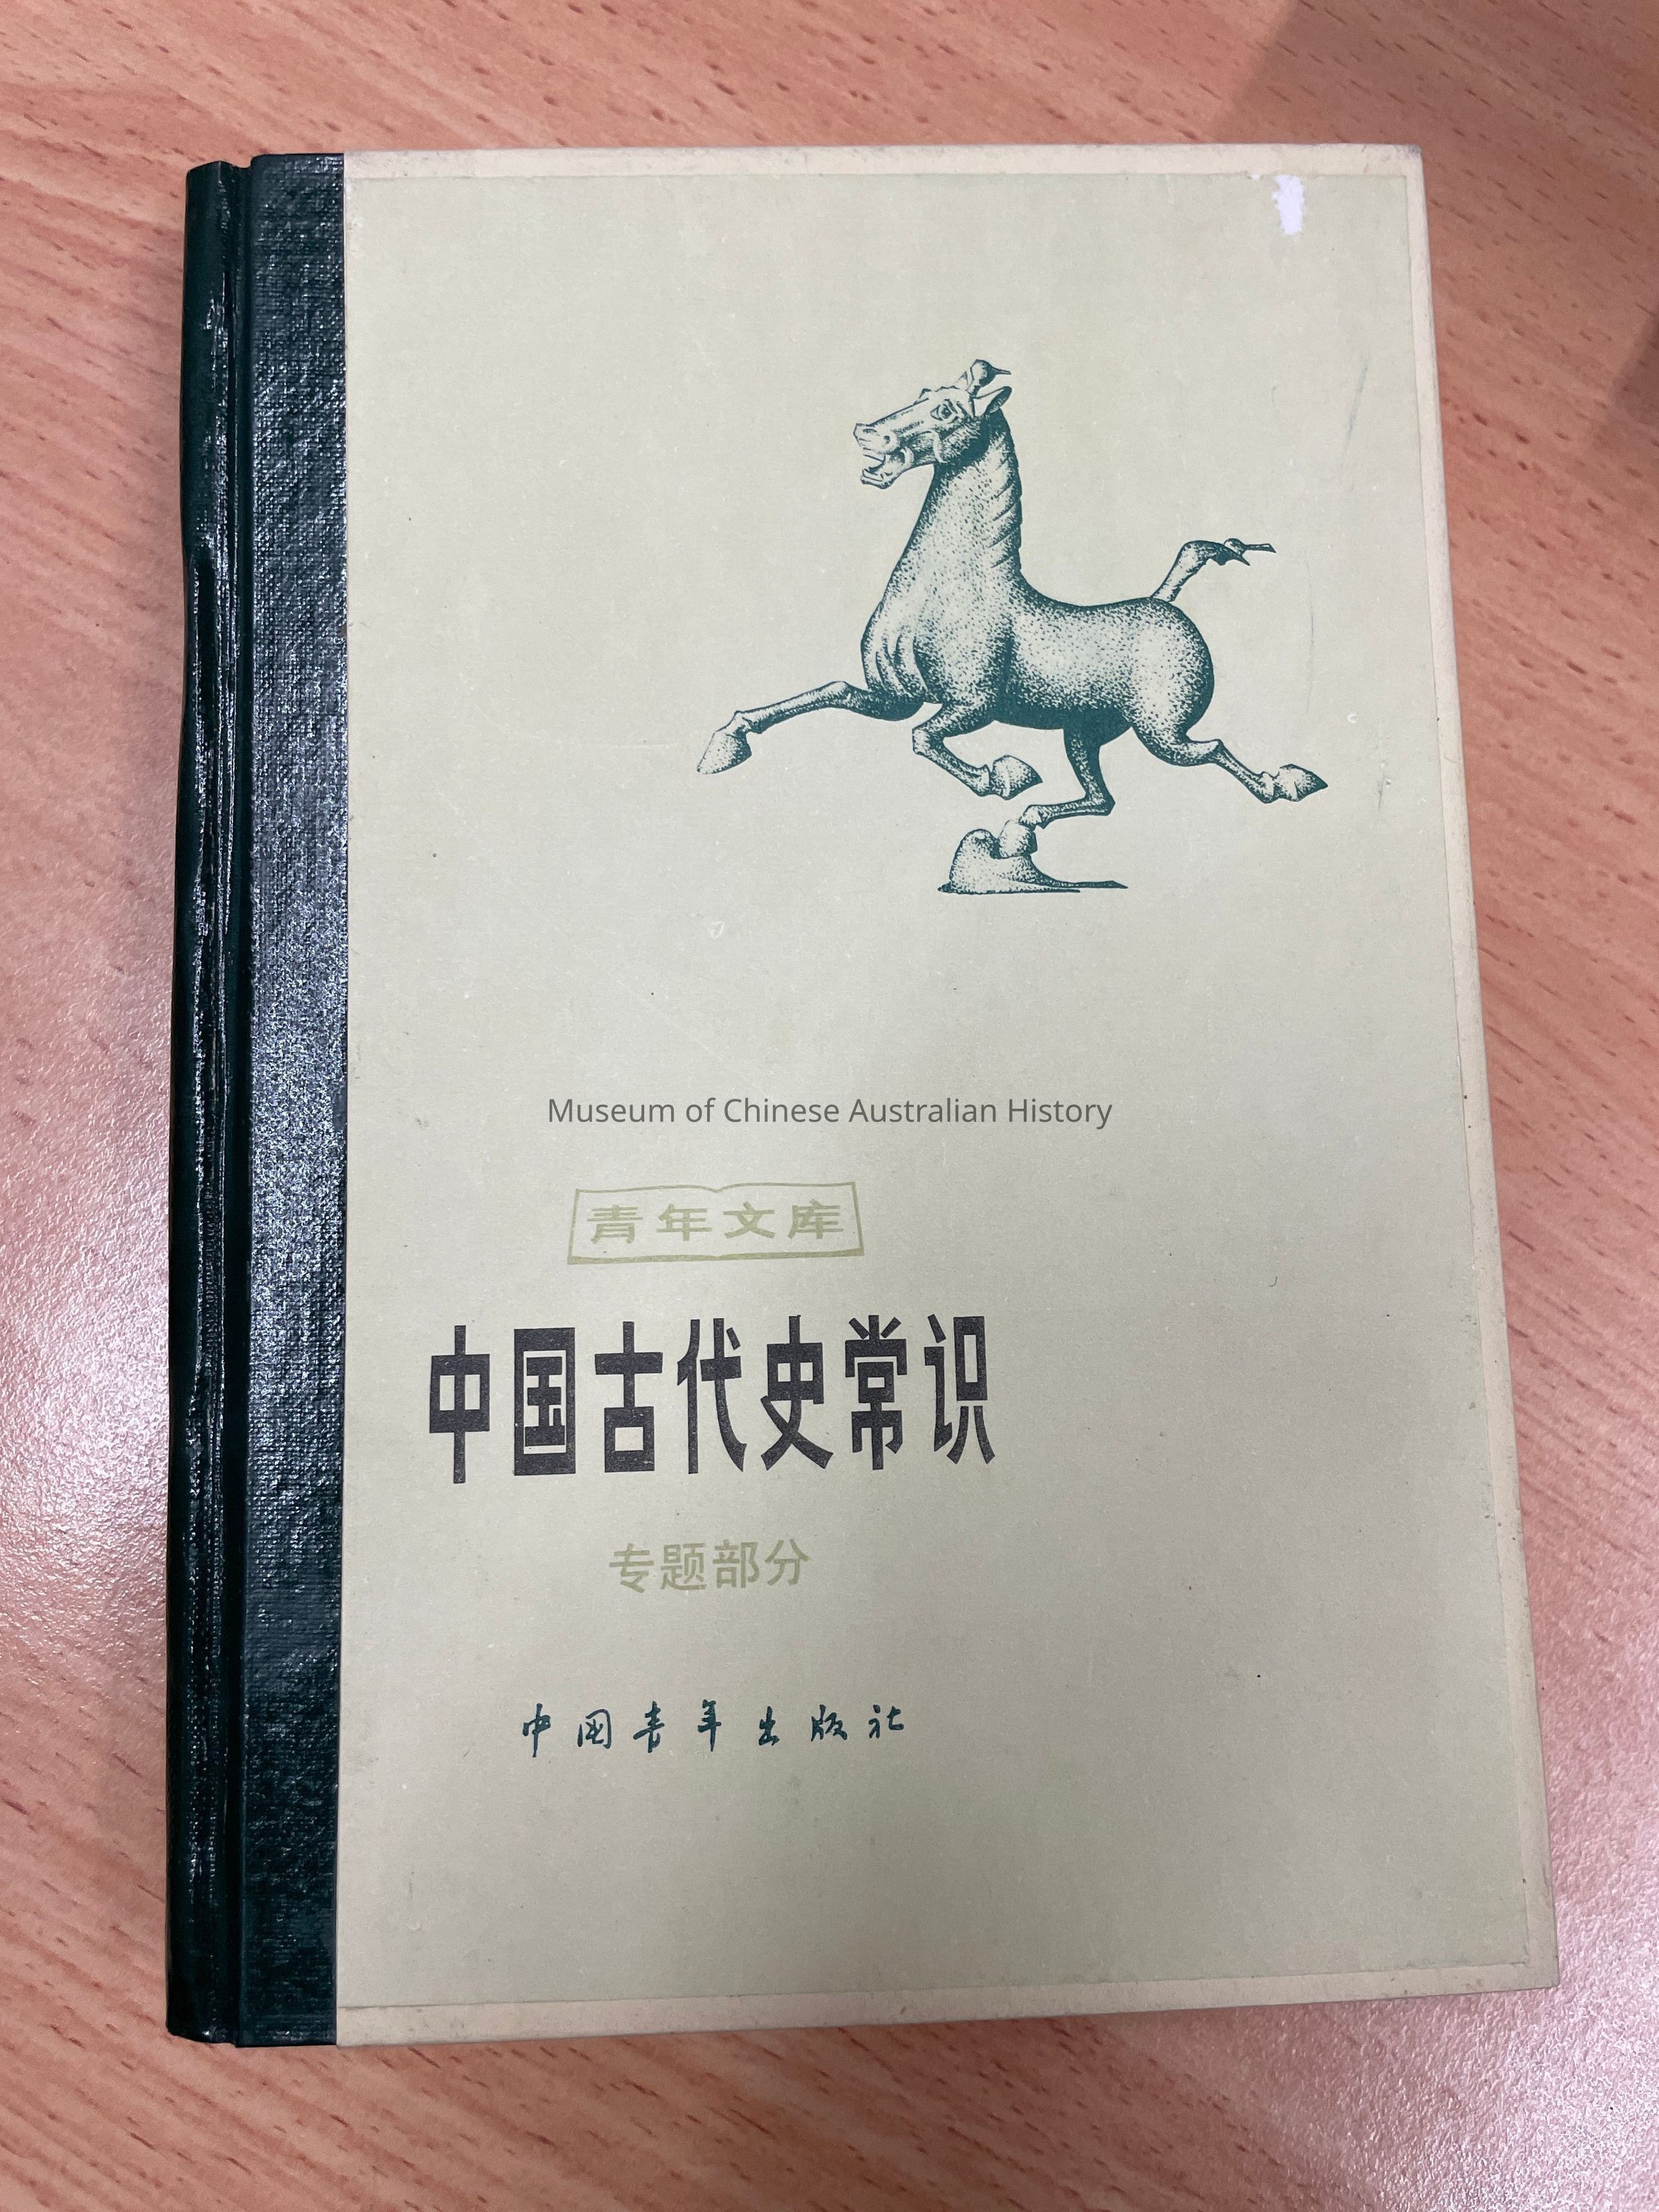 Museum of Chinese Australian History
青年文库
中国古代史常识
专题部分
中国青年出版社